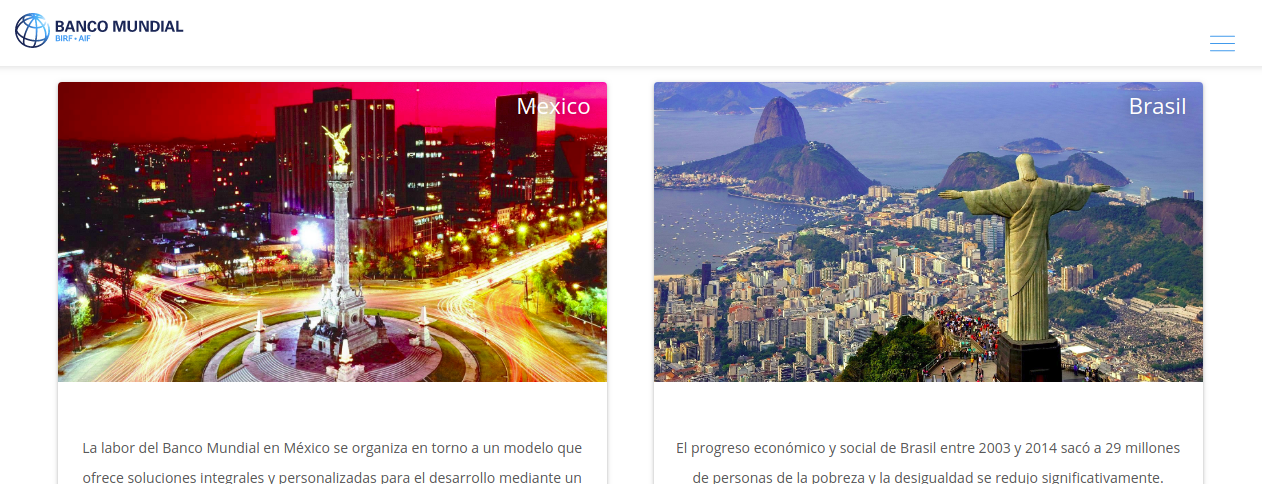 BANCO MUNDIAL
BIRF • AIF
Mexico
Brasil
La labor del Banco Mundial en México se organiza en torno a un modelo que
ofrece soluciones integrales y personalizadas para el desarrollo mediante un
El progreso económico y social de Brasil entre 2003 y 2014 sacó a 29 millones
de personas de la pobreza y la desigualdad se redujo significativamente.